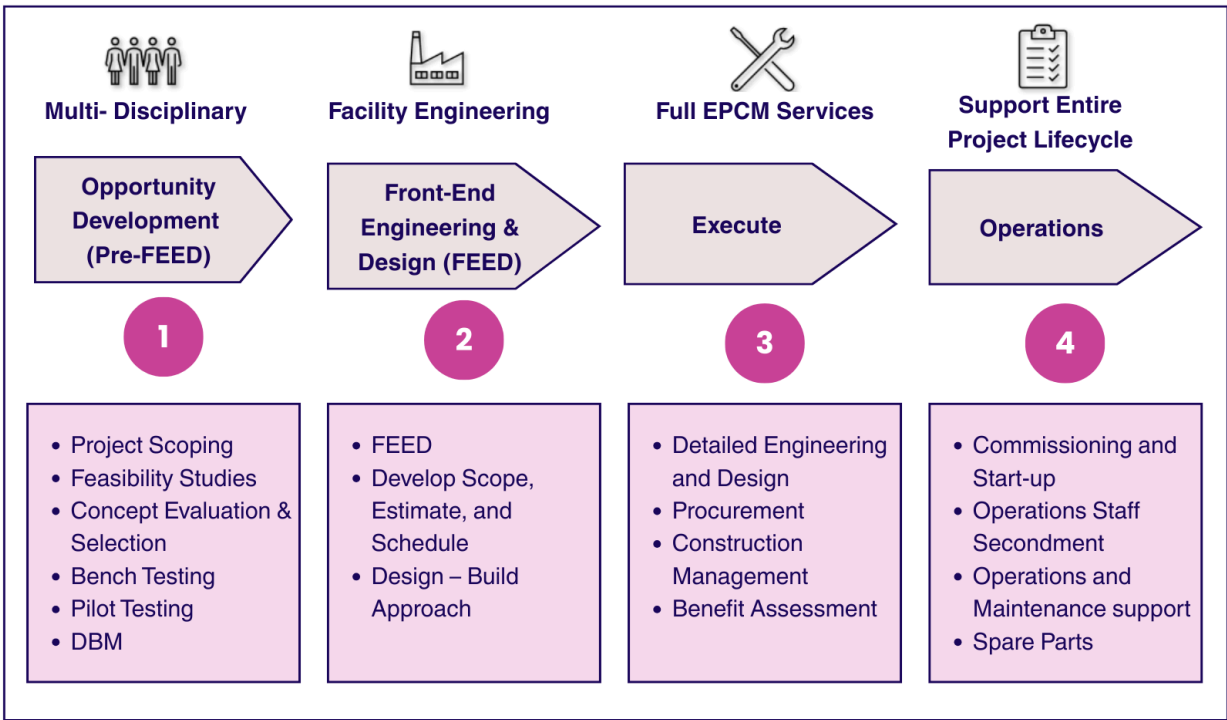 Multi- Disciplinary
Facility Engineering
Full EPCM Services
Support Entire
Project Lifecycle
Opportunity
Development
(Pre-FEED)
Front-End
Engineering &
Design (FEED)
Execute
Operations
1
2
3
4
• Project Scoping
• Feasibility Studies
• Concept Evaluation &
Selection
• Bench Testing
• Pilot Testing
• DBM
• FEED
• Develop Scope,
Estimate, and
Schedule
• Design – Build
Approach
• Detailed Engineering
and Design
• Procurement
• Construction
Management
• Benefit Assessment
• Commissioning and
Start-up
• Operations Staff
Secondment
• Operations and
Maintenance support
• Spare Parts